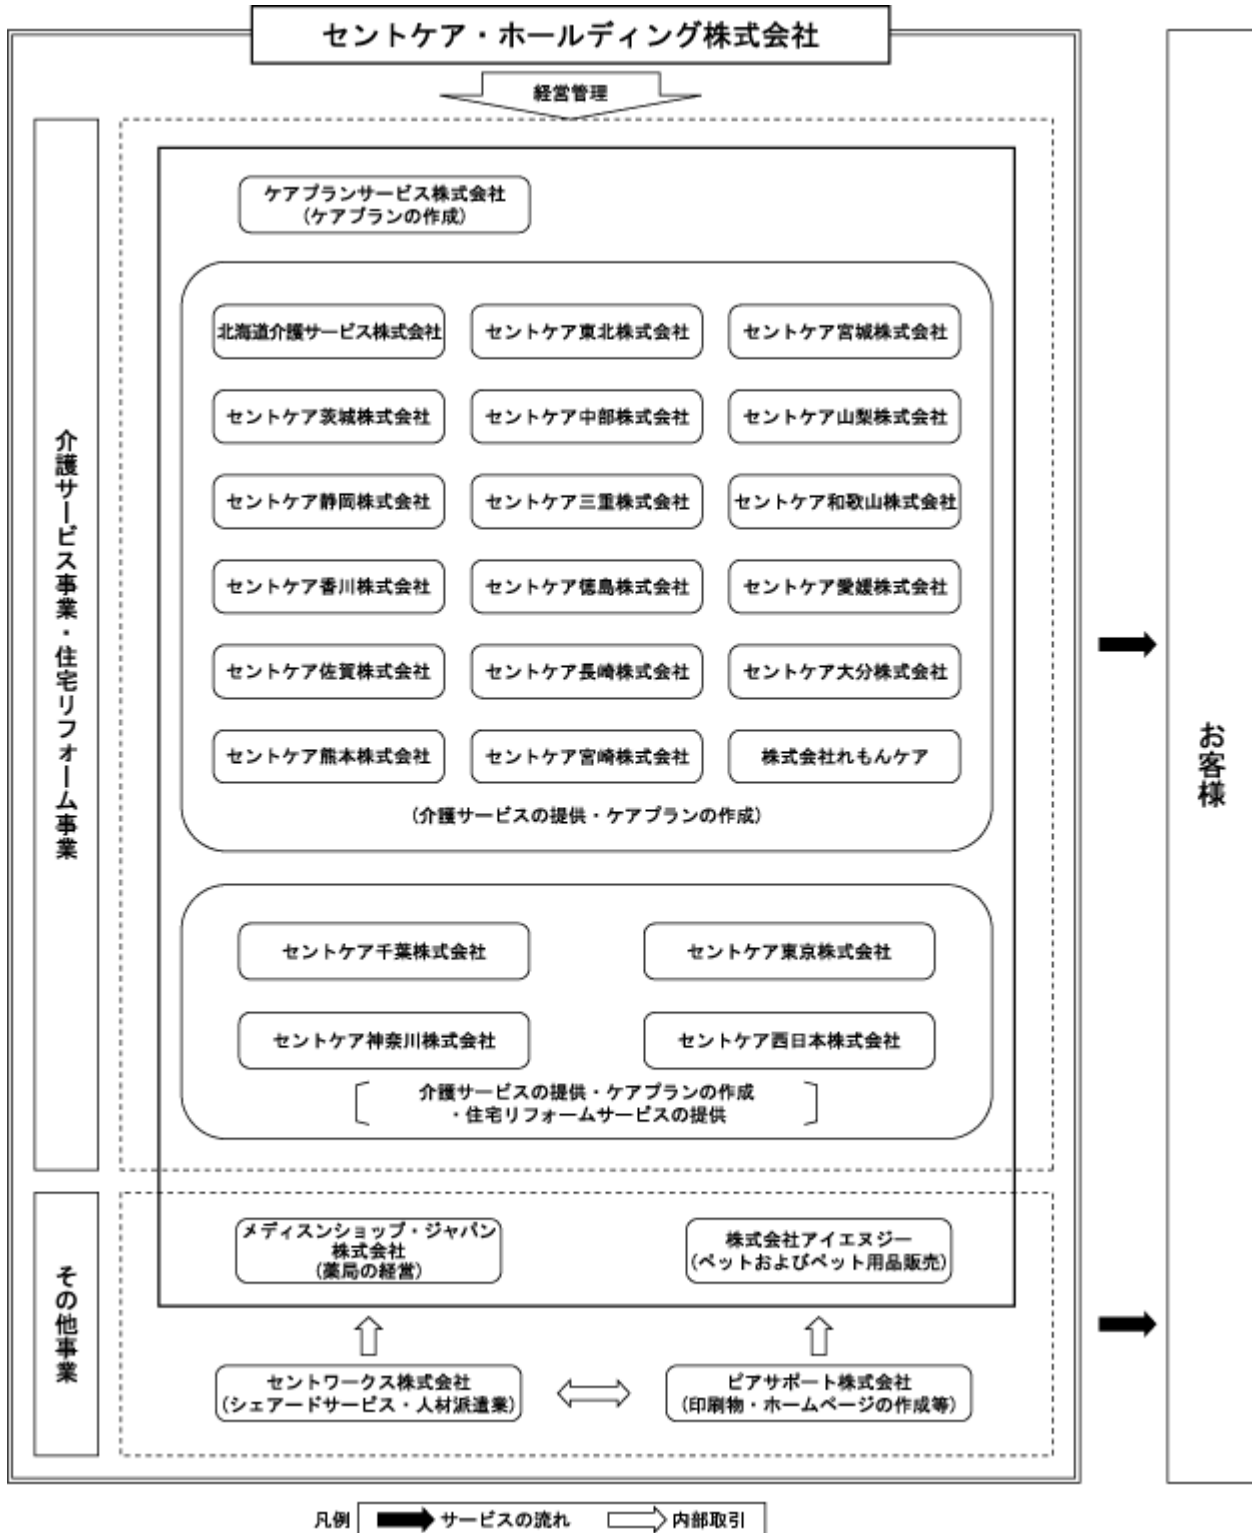 セントケア・ホールディング株式会社
経営管理
介護サービス事業・住宅リフォーム事業
ケアプランサービス株式会社
(ケアプランの作成)
北海道介護サービス株式会社
セントケア東北株式会社
セントケア宮城株式会社
セントケア茨城株式会社
セントケア中部株式会社
セントケア山梨株式会社
セントケア静岡株式会社
セントケア三重株式会社
セントケア和歌山株式会社
セントケア香川株式会社
セントケア徳島株式会社
セントケア愛媛株式会社
セントケア佐賀株式会社
セントケア長崎株式会社
セントケア大分株式会社
セントケア熊本株式会社
セントケア宮崎株式会社
株式会社れもんケア
(介護サービスの提供・ケアプランの作成)
セントケア千葉株式会社
セントケア東京株式会社
セントケア神奈川株式会社
セントケア西日本株式会社
介護サービスの提供・ケアプランの作成
・住宅リフォームサービスの提供
その他事業
メディスンショップ・ジャパン
株式会社
(薬局の経営)
株式会社アイエヌジー
(ペットおよびペット用品販売)
セントワークス株式会社
(シェアードサービス・人材派遣業)
ピアサポート株式会社
(印刷物・ホームページの作成等)
お客様
凡例
サービスの流れ
内部取引